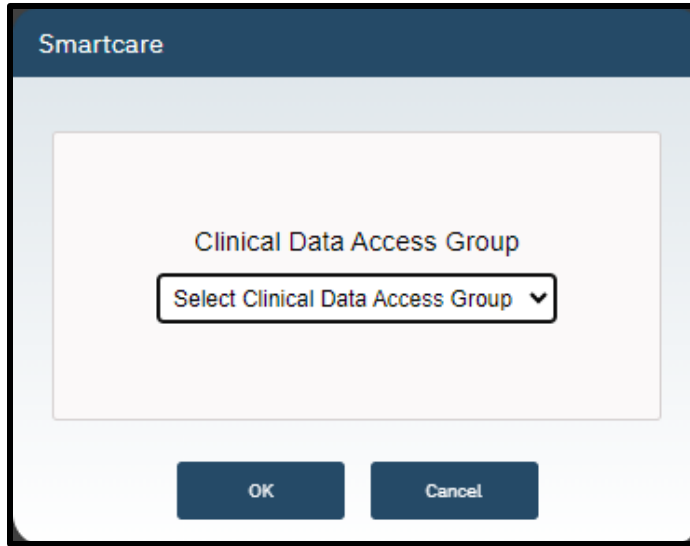 Smartcare
Clinical Data Access Group
Select Clinical Data Access Group
OK
Cancel